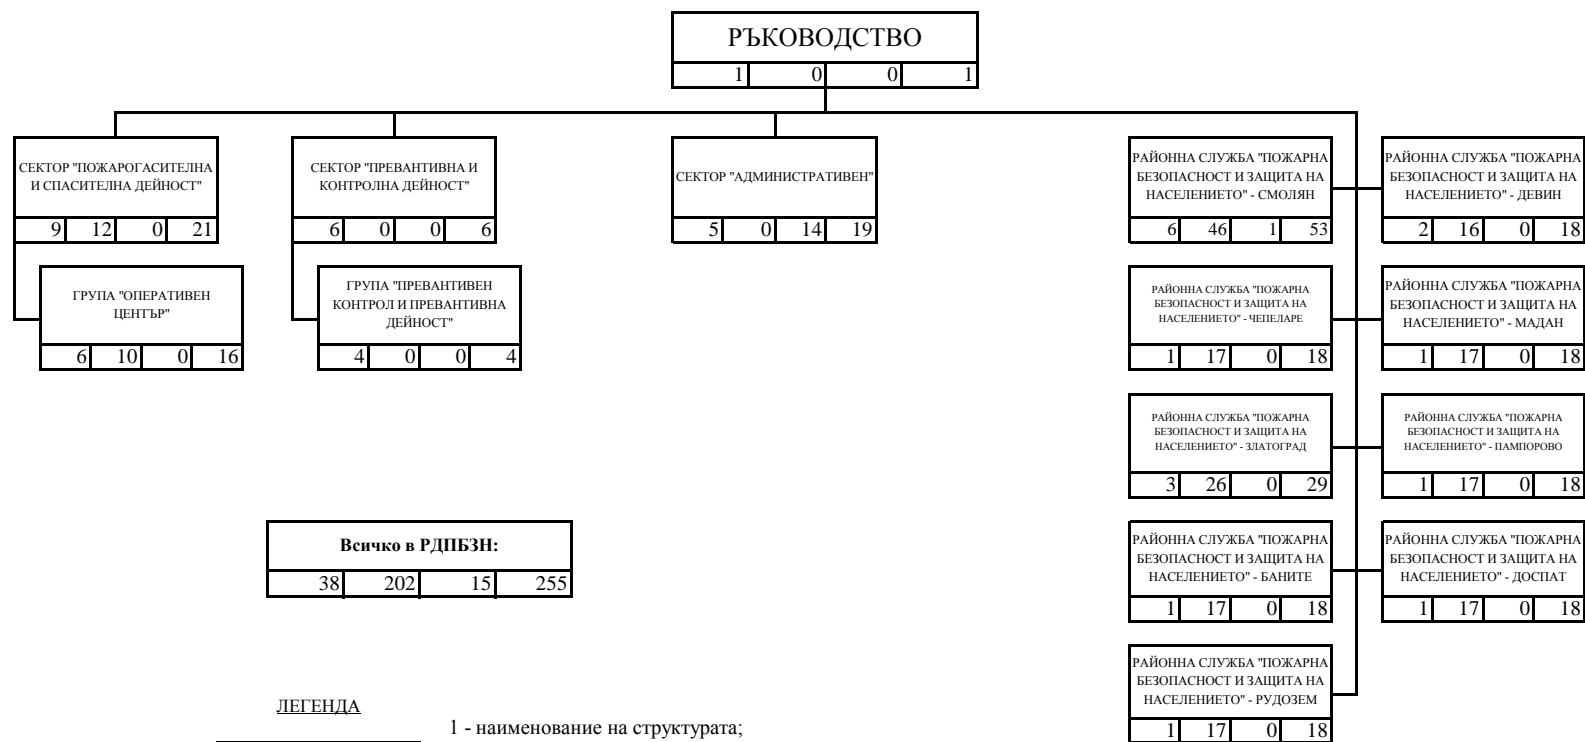 РЪКОВОДСТВО
1 0 0 1
СЕКТОР "ПОЖАРОГАСИТЕЛНА
И СПАСИТЕЛНА ДЕЙНОСТ"
9 12 0 21
ГРУПА "ОПЕРАТИВЕН
ЦЕНТЪР"
6 10 0 16
СЕКТОР "ПРЕВАНТИВНА И
КОНТРОЛНА ДЕЙНОСТ"
6 0 0 6
ГРУПА "ПРЕВАНТИВЕН
КОНТРОЛ И ПРЕВАНТИВНА
ДЕЙНОСТ"
4 0 0 4
СЕКТОР "АДМИНИСТРАТИВЕН"
5 0 14 19
РАЙОННА СЛУЖБА "ПОЖАРНА
БЕЗОПАСНОСТ И ЗАЩИТА НА
НАСЕЛЕНИЕТО" - СМОЛЯН
6 46 1 53
РАЙОННА СЛУЖБА "ПОЖАРНА
БЕЗОПАСНОСТ И ЗАЩИТА НА
НАСЕЛЕНИЕТО" - ДЕВИН
2 16 0 18
РАЙОННА СЛУЖБА "ПОЖАРНА
БЕЗОПАСНОСТ И ЗАЩИТА НА
НАСЕЛЕНИЕТО" - ЧЕПЕЛАРЕ
1 17 0 18
РАЙОННА СЛУЖБА "ПОЖАРНА
БЕЗОПАСНОСТ И ЗАЩИТА НА
НАСЕЛЕНИЕТО" - МАДАН
1 17 0 18
РАЙОННА СЛУЖБА "ПОЖАРНА
БЕЗОПАСНОСТ И ЗАЩИТА НА
НАСЕЛЕНИЕТО" - ЗЛАТОГРАД
3 26 0 29
РАЙОННА СЛУЖБА "ПОЖАРНА
БЕЗОПАСНОСТ И ЗАЩИТА НА
НАСЕЛЕНИЕТО" - ПАМПОРОВО
1 17 0 18
РАЙОННА СЛУЖБА "ПОЖАРНА
БЕЗОПАСНОСТ И ЗАЩИТА НА
НАСЕЛЕНИЕТО" - БАНИТЕ
1 17 0 18
РАЙОННА СЛУЖБА "ПОЖАРНА
БЕЗОПАСНОСТ И ЗАЩИТА НА
НАСЕЛЕНИЕТО" - ДОСПАТ
1 17 0 18
РАЙОННА СЛУЖБА "ПОЖАРНА
БЕЗОПАСНОСТ И ЗАЩИТА НА
НАСЕЛЕНИЕТО" - РУДОЗЕМ
1 17 0 18
Всичко в РДПБЗН:
38 202 15 255
ЛЕГЕНДА
1 - наименование на структурата;